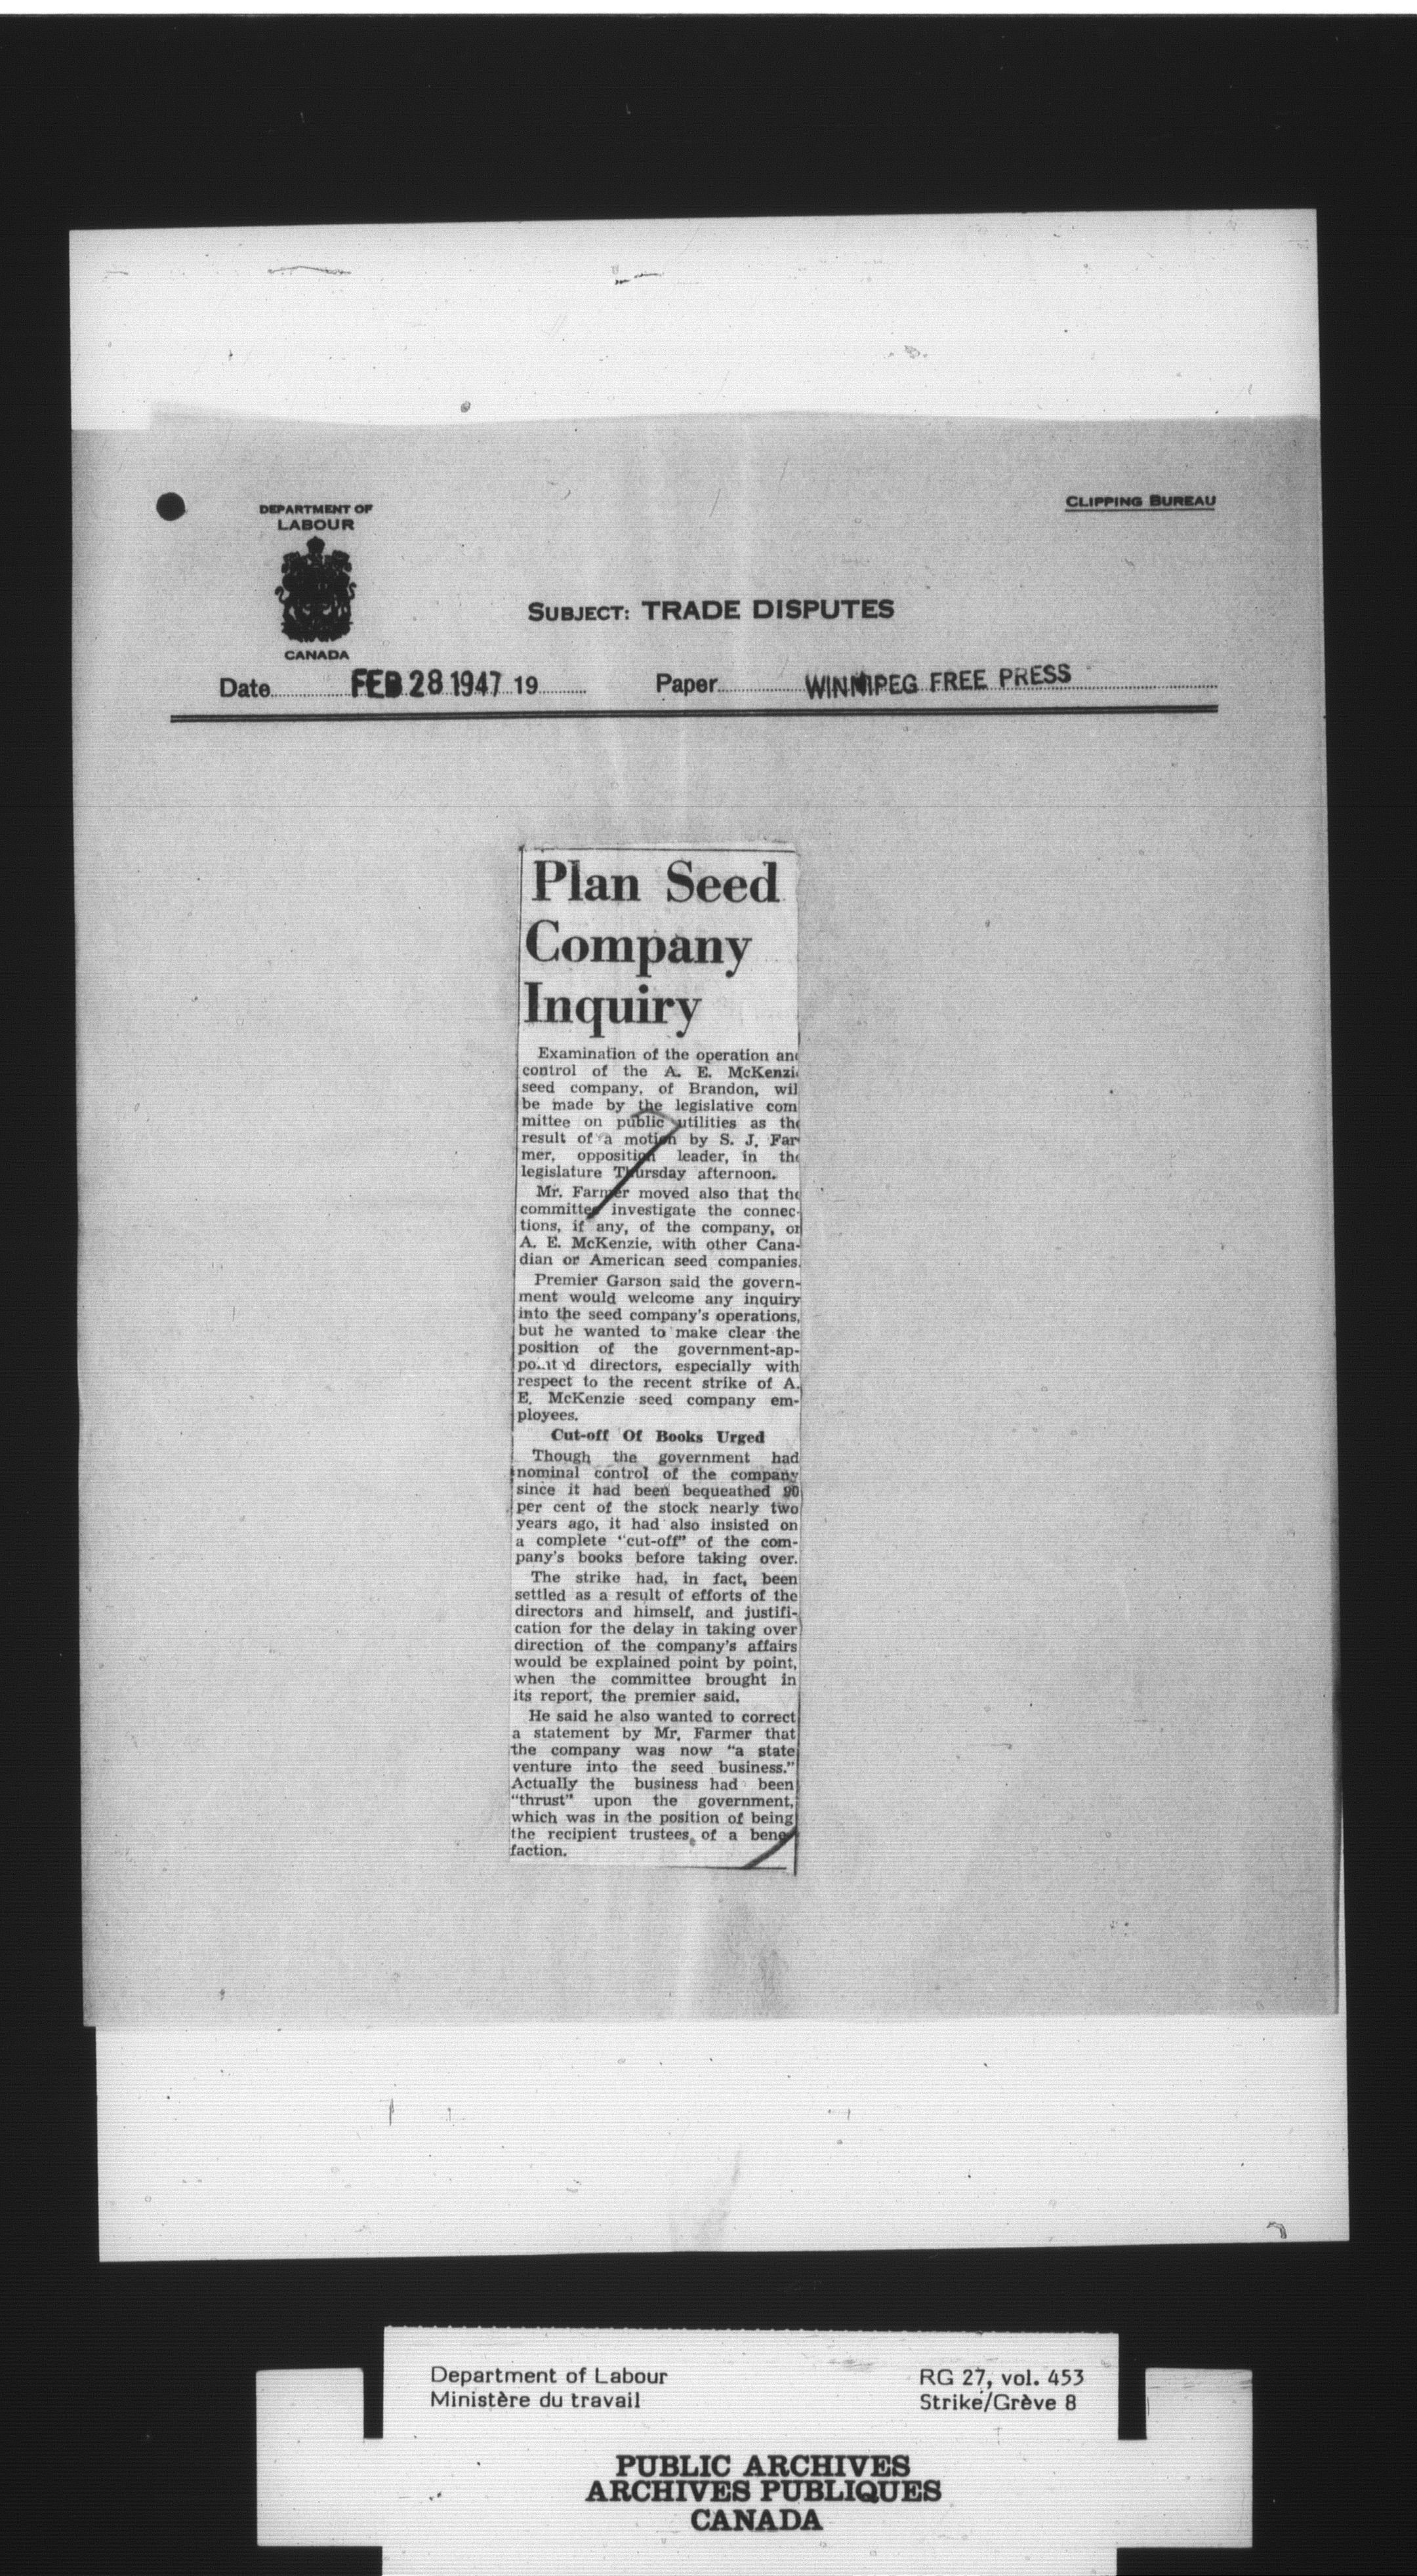 DEPARTMENT OF
LABOUR
CANADA
CLIPPING BUREAU
SUBJECT: TRADE DISPUTES
Date FEB 28 1947 19 Paper WINNIPEG FREE PRESS
Plan Seed
Company
Inquiry
Examination of the operation an
control of the A. E. McKenzi
seed company, of Brandon, wil
be made by the legislative com
mittee on public utilities as the
result of a motion by S. J. Far
mer, opposition leader, in the
legislature Thursday afternoon.
Mr. Farmer moved also that the
committee investigate the connec-
tions, if any, of the company, or
A. E. McKenzie, with other Cana-
dian or American seed companies.
Premier Garson said the govern-
ment would welcome any inquiry
into the seed company's operations,
but he wanted to make clear the
position of the government-ap-
po..it d directors, especially with
respect to the recent strike of A.
E. McKenzie seed company em-
ployees.
Cut-off Of Books Urged
Though the government had
nominal control of the company
since it had been bequeathed 90
per cent of the stock nearly two
years ago, it had also insisted on
a complete "cut-off" of the com-
pany's books before taking over.
The strike had, in fact, been
settled as a result of efforts of the
directors and himself, and justifi-
cation for the delay in taking over
direction of the company's affairs
would be explained point by point,
when the committee brought in
its report, the premier said.
He said he also wanted to correct
a statement by Mr. Farmer that
the company was now "a state
venture into the seed business."
Actually the business had been
"thrust" upon the government,
which was in the position of being
the recipient trustees of a bene
faction.
Department of Labour
Ministère du travail
RG 27, vol. 453
Strike/Grève 8
PUBLIC ARCHIVES
ARCHIVES PUBLIQUES
CANADA